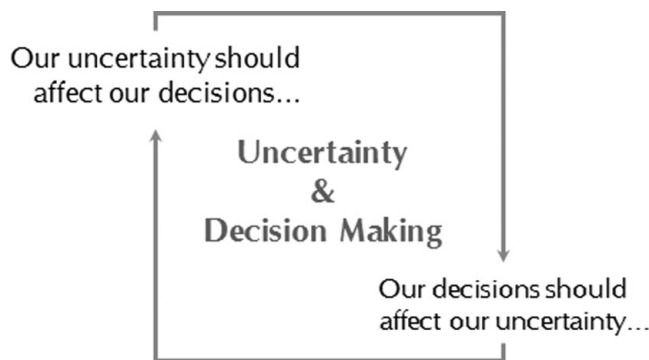 Our uncertainty should
affect our decisions...
Uncertainty
&
Decision Making
Our decisions should
affect our uncertainty...